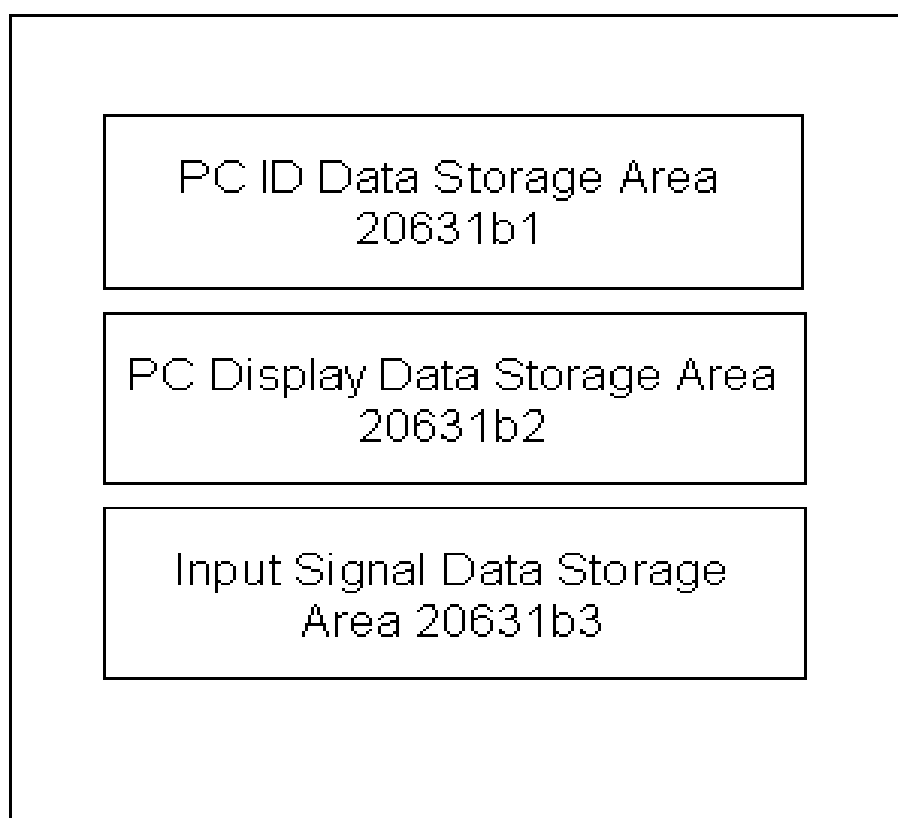 PC ID Data Storage Area
20631b1
PC Display Data Storage Area
20631b2
Input Signal Data Storage
Area 20631b3